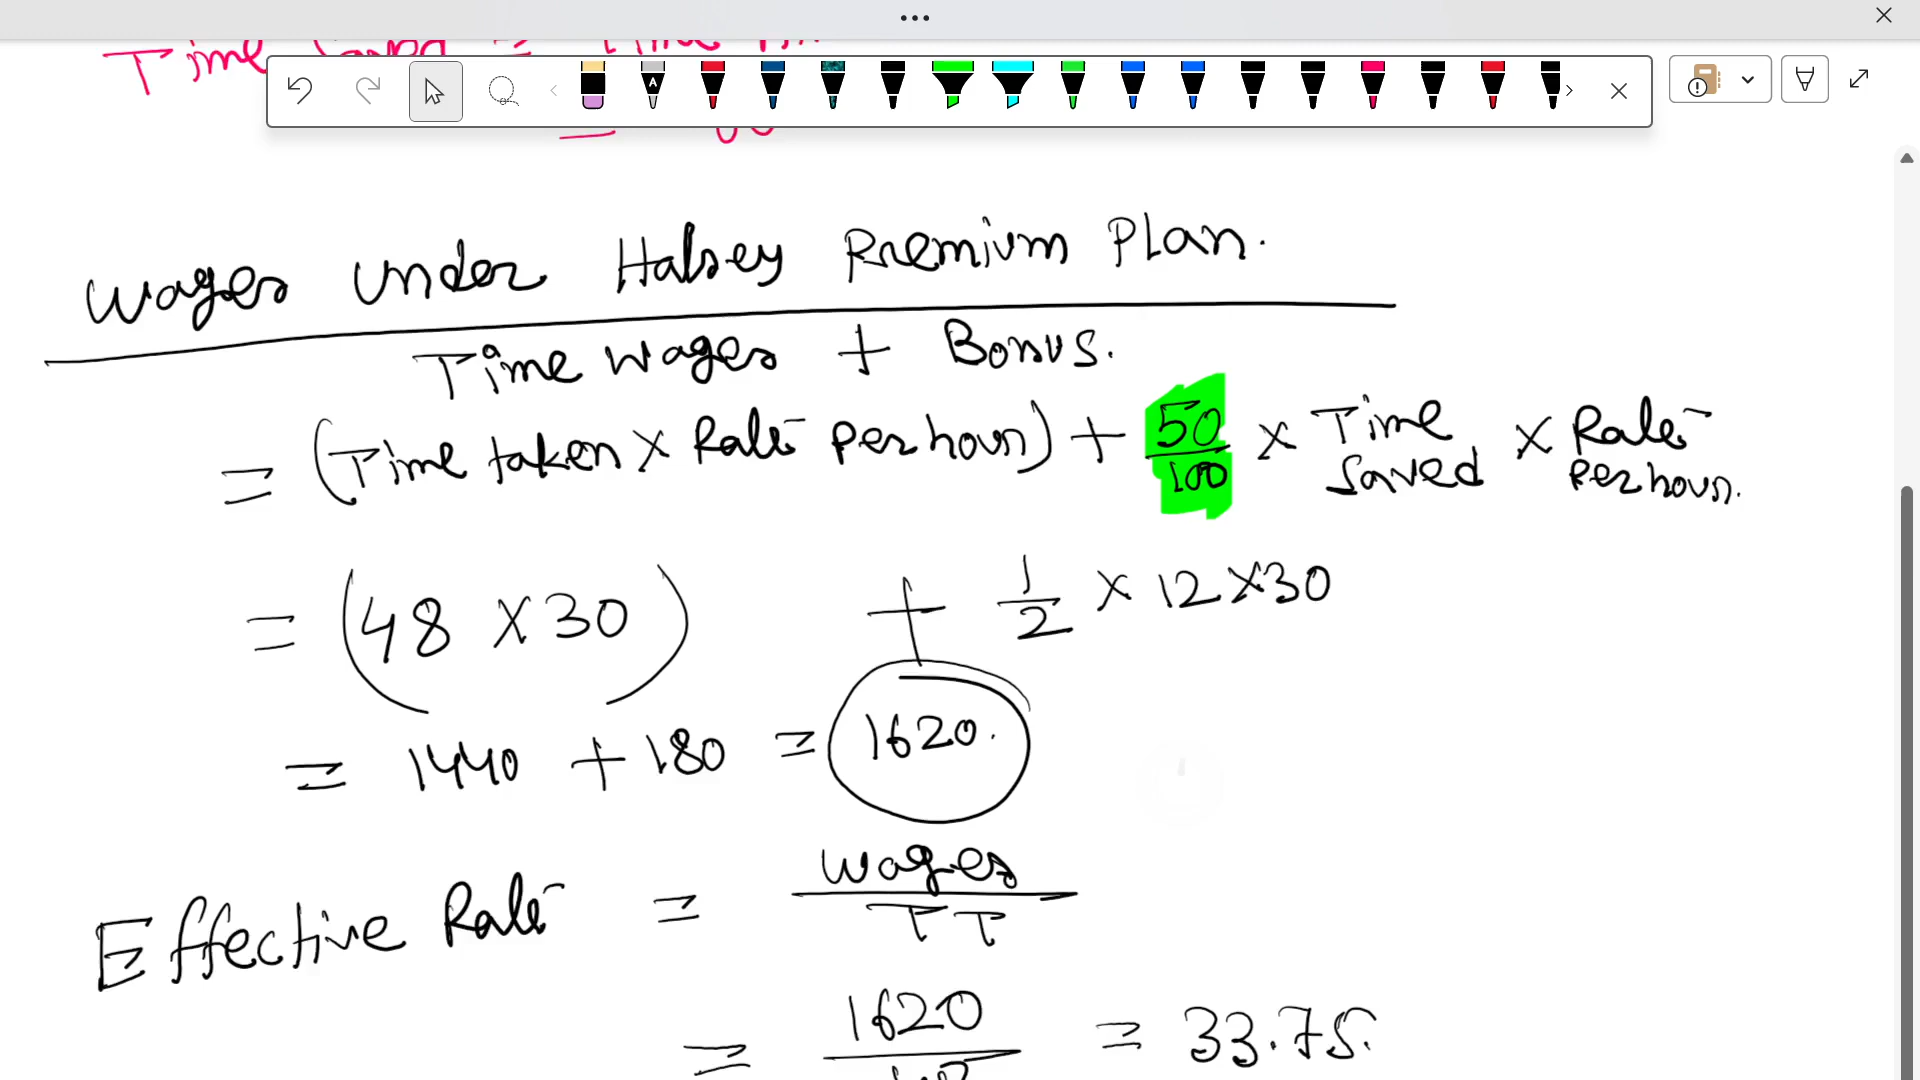 Time
Wages under Halsey Premium Plan.
Time wages + Bonus.
= (Time taken × Rate per hour) + 50/100 × Time saved × Rate per hour.
= (48 × 30) + 1/2 × 12 × 30
= 1440 + 180 = 1620.
Effective Rate = wages / TT
= 1620 / = 33.75.